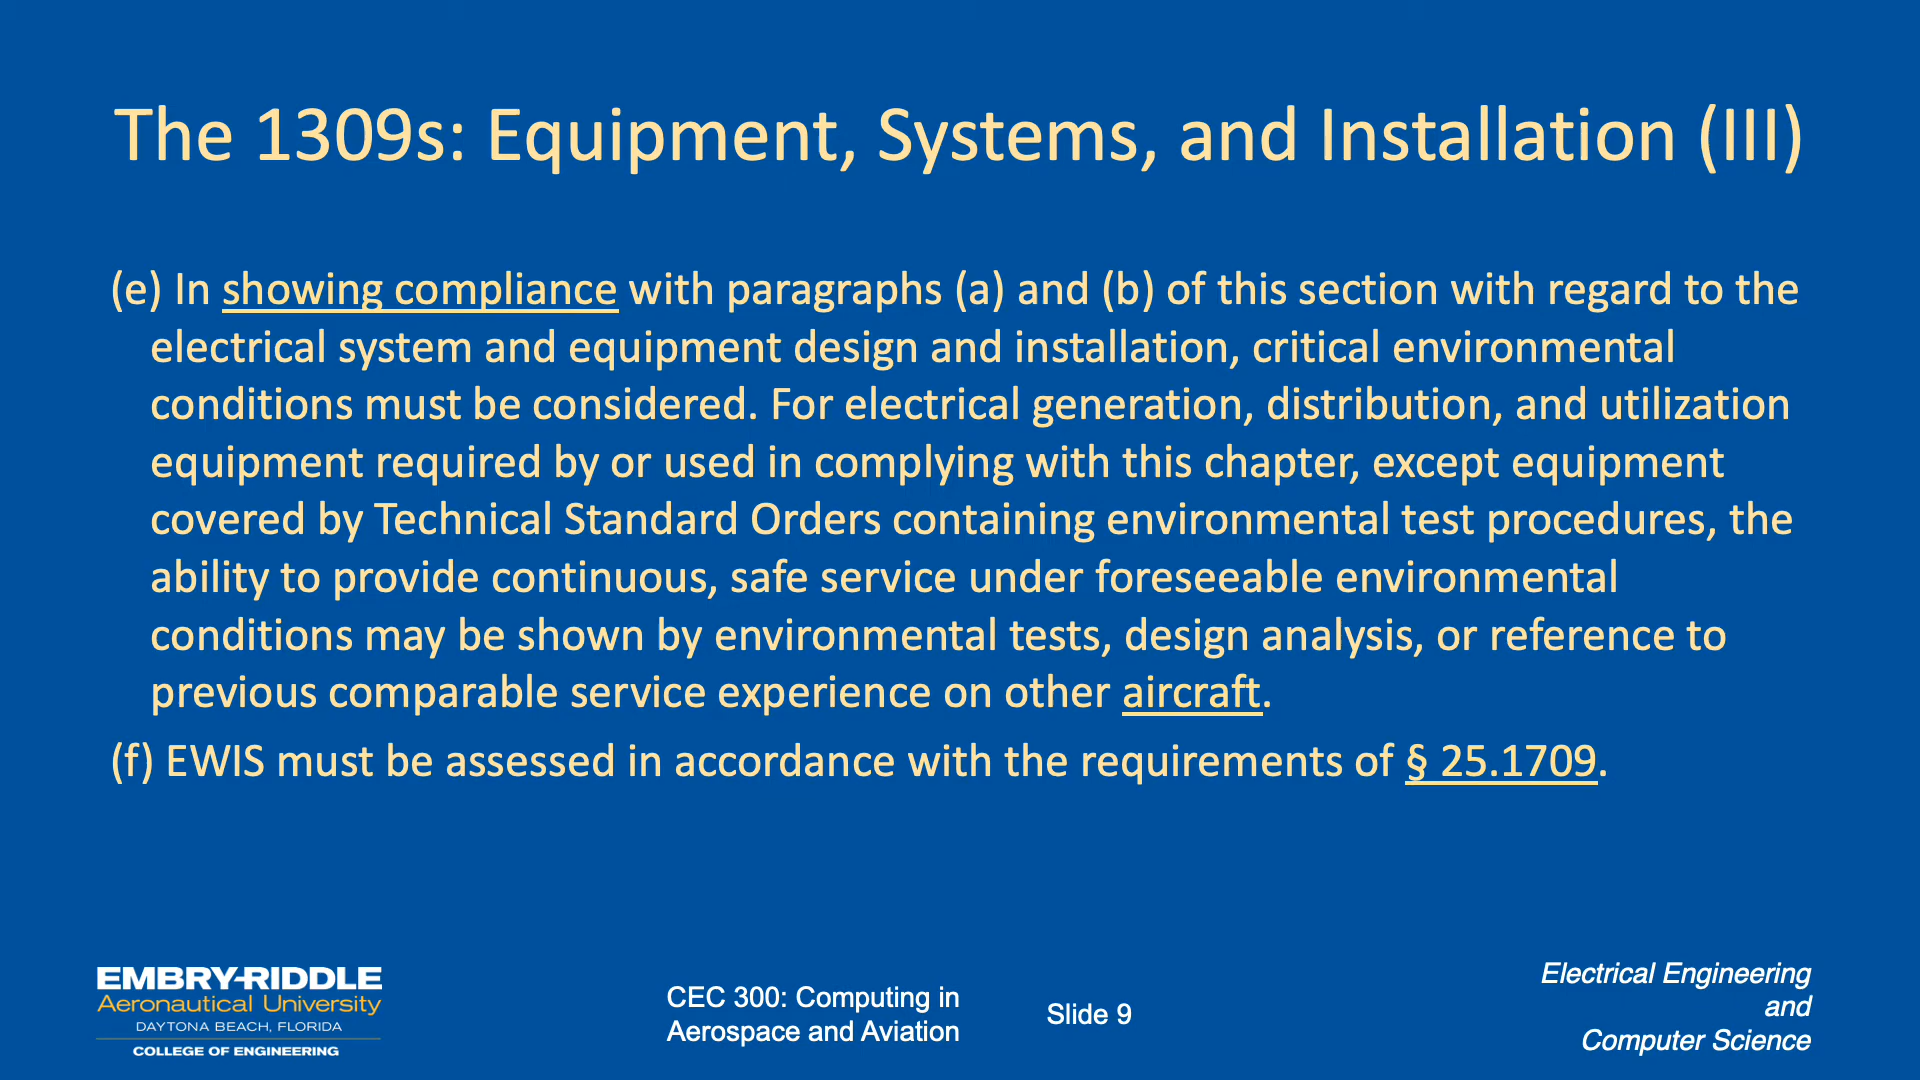 The 1309s: Equipment, Systems, and Installation (III)
(e) In showing compliance with paragraphs (a) and (b) of this section with regard to the
electrical system and equipment design and installation, critical environmental
conditions must be considered. For electrical generation, distribution, and utilization
equipment required by or used in complying with this chapter, except equipment
covered by Technical Standard Orders containing environmental test procedures, the
ability to provide continuous, safe service under foreseeable environmental
conditions may be shown by environmental tests, design analysis, or reference to
previous comparable service experience on other aircraft.
(f) EWIS must be assessed in accordance with the requirements of § 25.1709.
EMBRY-RIDDLE
Aeronautical University
DAYTONA BEACH, FLORIDA
COLLEGE OF ENGINEERING
CEC 300: Computing in
Aerospace and Aviation
Slide 9
Electrical Engineering
and
Computer Science